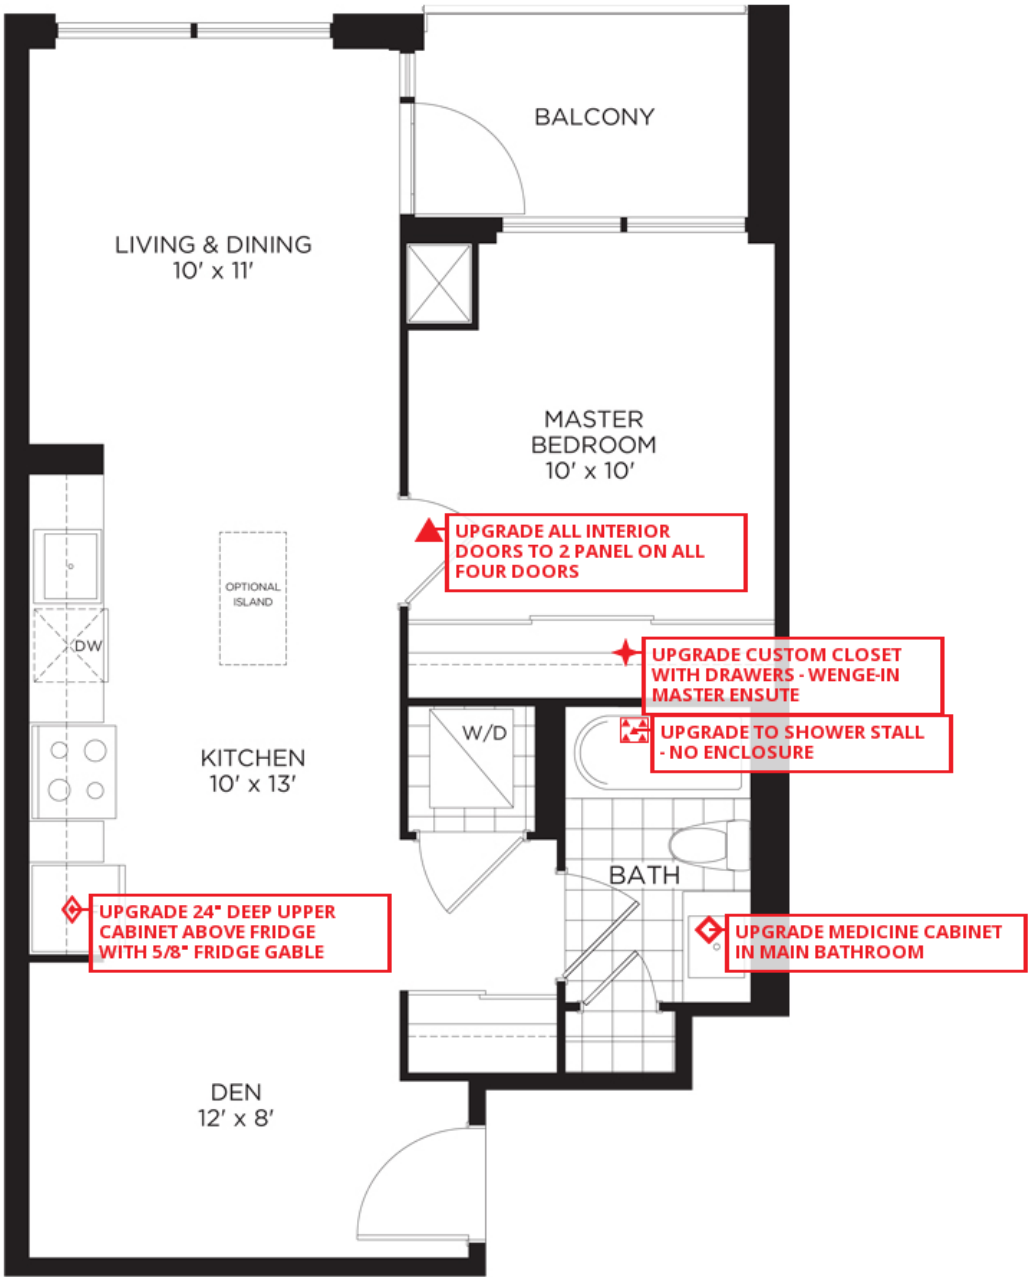 BALCONY
LIVING & DINING
10' x 11'
MASTER
BEDROOM
10' x 10'
UPGRADE ALL INTERIOR
DOORS TO 2 PANEL ON ALL
FOUR DOORS
OPTIONAL
ISLAND
DW
UPGRADE CUSTOM CLOSET
WITH DRAWERS - WENGE-IN
MASTER ENSUTE
W/D
UPGRADE TO SHOWER STALL
- NO ENCLOSURE
KITCHEN
10' x 13'
BATH
UPGRADE 24" DEEP UPPER
CABINET ABOVE FRIDGE
WITH 5/8" FRIDGE GABLE
UPGRADE MEDICINE CABINET
IN MAIN BATHROOM
DEN
12' x 8'